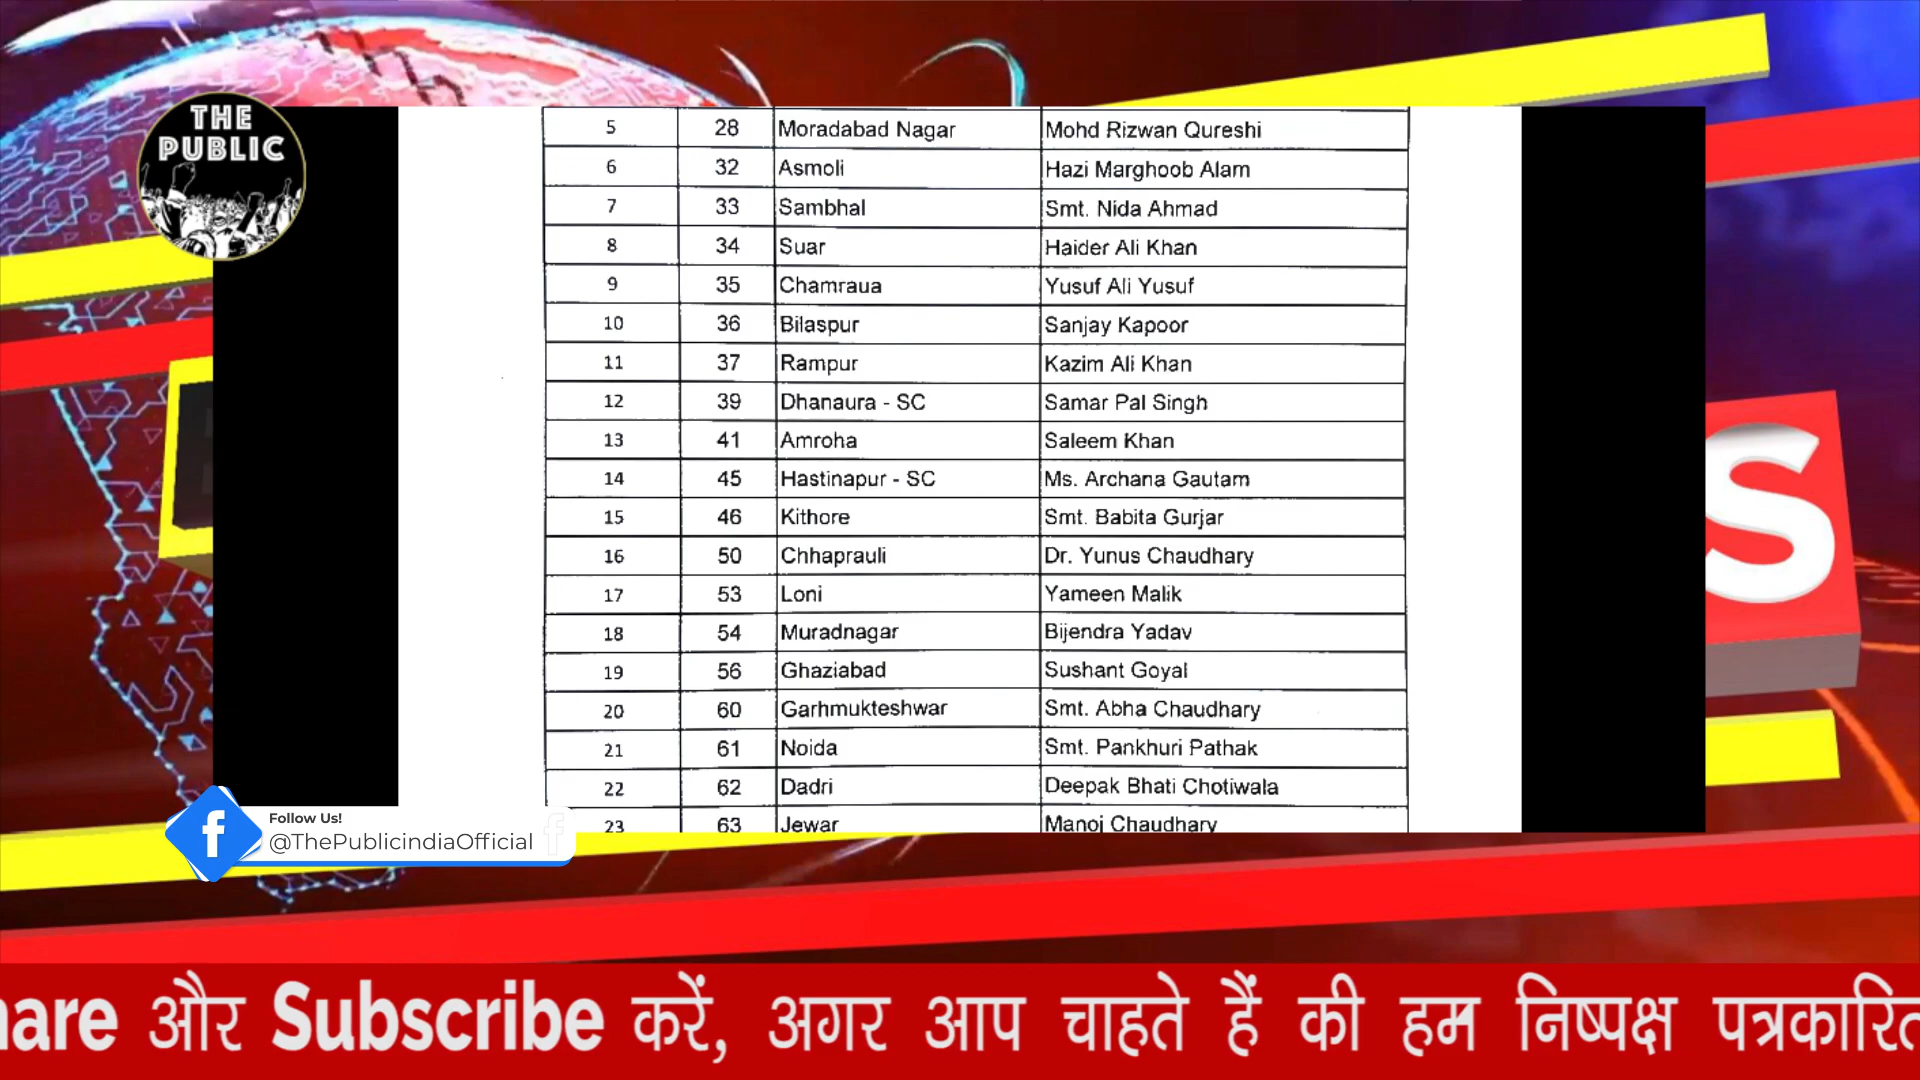 THE
PUBLIC
5 28 Moradabad Nagar Mohd Rizwan Qureshi
6 32 Asmoli Hazi Marghoob Alam
7 33 Sambhal Smt. Nida Ahmad
8 34 Suar Haider Ali Khan
9 35 Chamraua Yusuf Ali Yusuf
10 36 Bilaspur Sanjay Kapoor
11 37 Rampur Kazim Ali Khan
12 39 Dhanaura - SC Samar Pal Singh
13 41 Amroha Saleem Khan
14 45 Hastinapur - SC Ms. Archana Gautam
15 46 Kithore Smt. Babita Gurjar
16 50 Chhaprauli Dr. Yunus Chaudhary
17 53 Loni Yameen Malik
18 54 Muradnagar Bijendra Yadav
19 56 Ghaziabad Sushant Goyal
20 60 Garhmukteshwar Smt. Abha Chaudhary
21 61 Noida Smt. Pankhuri Pathak
22 62 Dadri Deepak Bhati Chotiwala
23 63 Jewar Manoj Chaudhary
S
f
Follow Us!
@ThePublicindiaOfficial
hare और Subscribe करें, अगर आप चाहते हैं की हम निष्पक्ष पत्रकारित